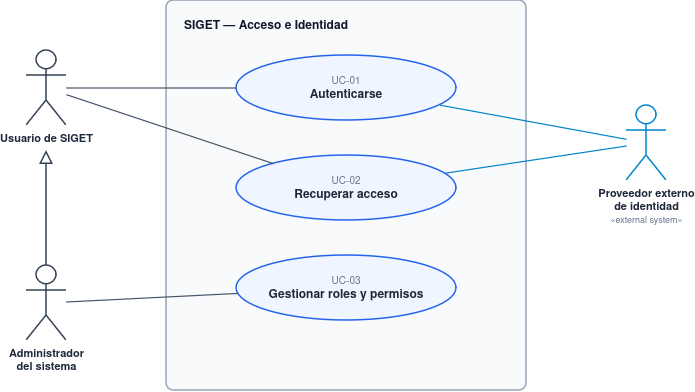 SIGET — Acceso e Identidad
UC-01
Autenticarse
Usuario de SIGET
UC-02
Recuperar acceso
Proveedor externo
de identidad
«external system»
UC-03
Gestionar roles y permisos
Administrador
del sistema